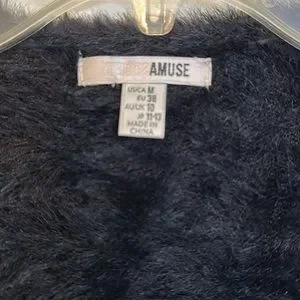 AMUSE
US/CA M
EU 38
AU/UK 10
JP 11-13
MADE IN
CHINA